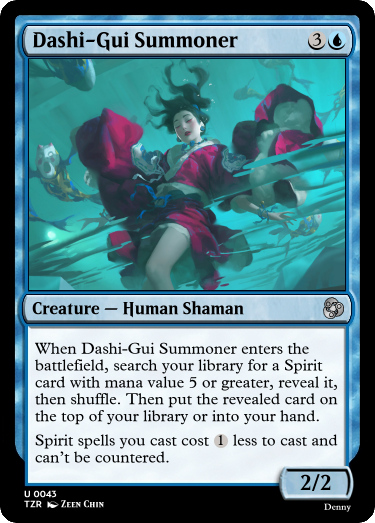 Dashi-Gui Summoner 3
Creature — Human Shaman
When Dashi-Gui Summoner enters the
battlefield, search your library for a Spirit
card with mana value 5 or greater, reveal it,
then shuffle. Then put the revealed card on
the top of your library or into your hand.
Spirit spells you cast cost 1 less to cast and
can't be countered.
2/2
U 0043
TZR Zeen Chin
Denny